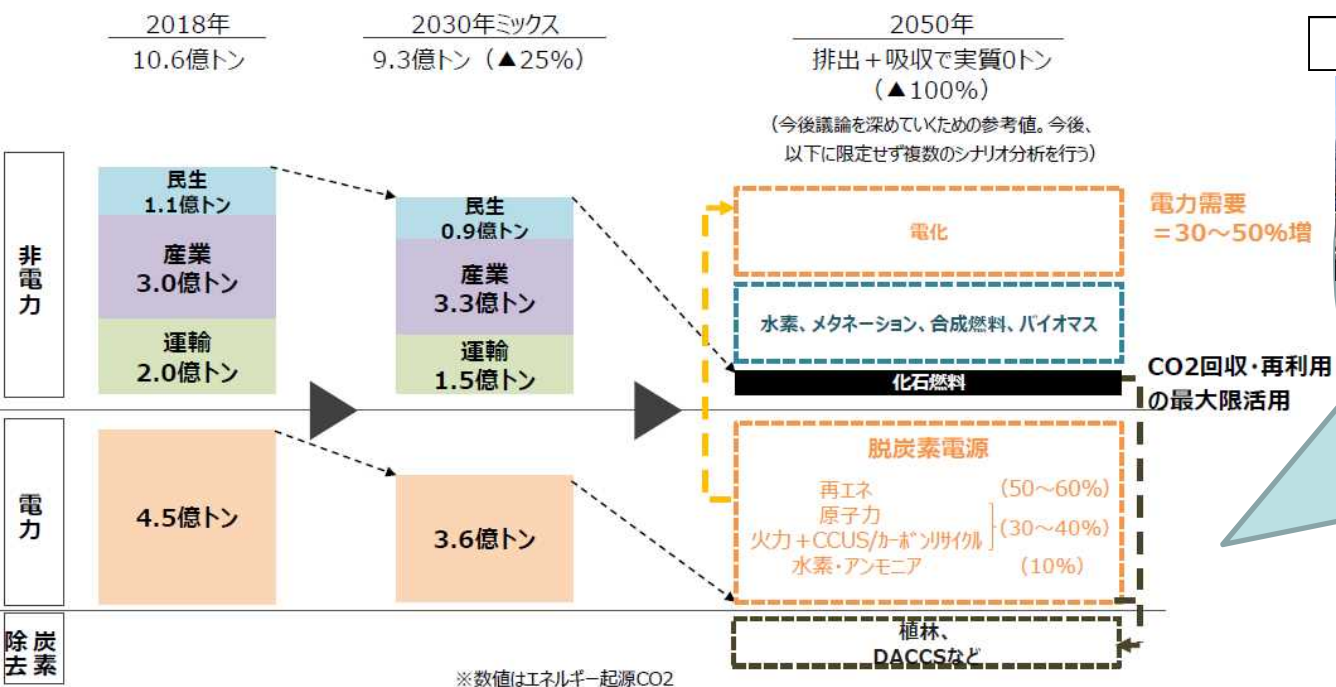 2018年
10.6億トン
2030年ミックス
9.3億トン（▲25%）
2050年
排出＋吸収で実質0トン
（▲100%）
（今後議論を深めていくための参考値。今後、
以下に限定せず複数のシナリオ分析を行う）
非電力
民生
1.1億トン
産業
3.0億トン
運輸
2.0億トン
民生
0.9億トン
産業
3.3億トン
運輸
1.5億トン
電化
電力需要
＝30～50%増
水素、メタネーション、合成燃料、バイオマス
化石燃料
CO2回収・再利用
の最大限活用
電力
4.5億トン
3.6億トン
脱炭素電源
再エネ （50～60%）
原子力
火力＋CCUS/カーボンリサイクル （30～40%）
水素・アンモニア （10%）
炭素
除去
植林、
DACCSなど
※数値はエネルギー起源CO2